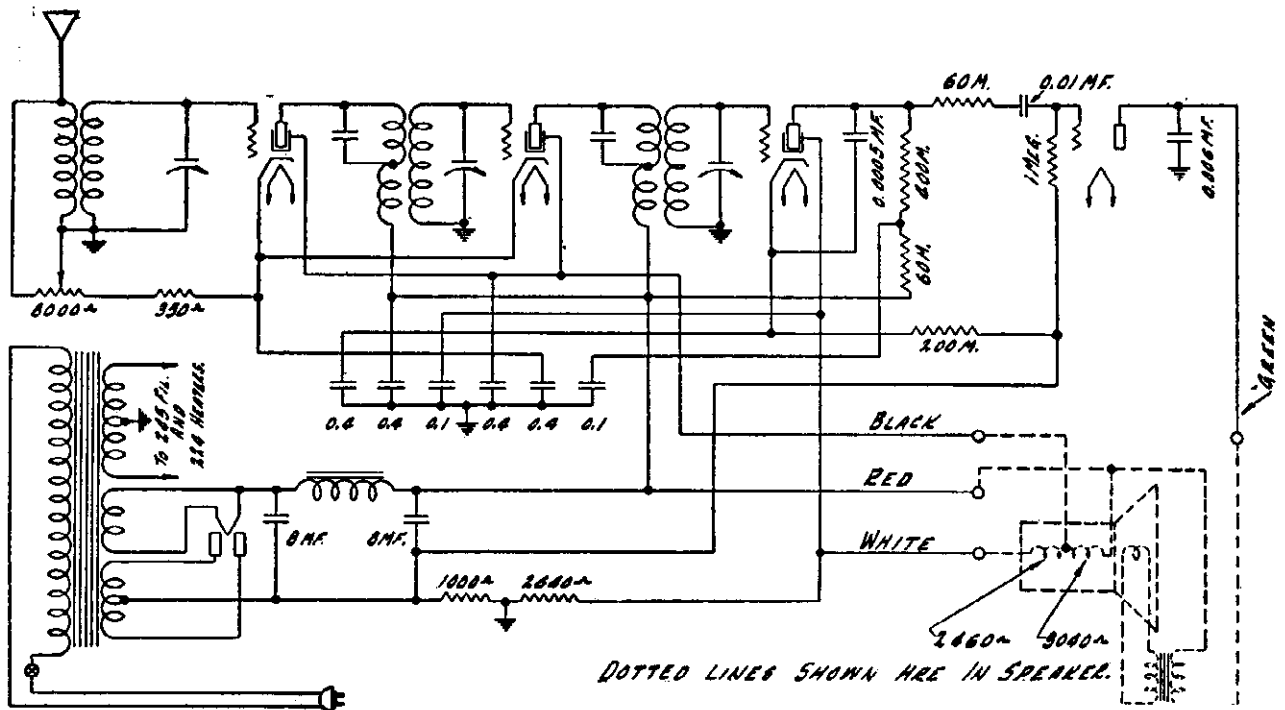 60M.
0.01 MF.
0.0005 MF.
600M.
1 MEG.
0.006 MF.
60M.
8000~
350~
200M.
GREEN
TO 245 FIL.
AND
224 HEATERS.
0.4
0.4
0.1
0.4
0.4
0.1
BLACK
RED
WHITE
8 MF.
8 MF.
1000~
2460~
3040~
DOTTED LINES SHOWN ARE IN SPEAKER.